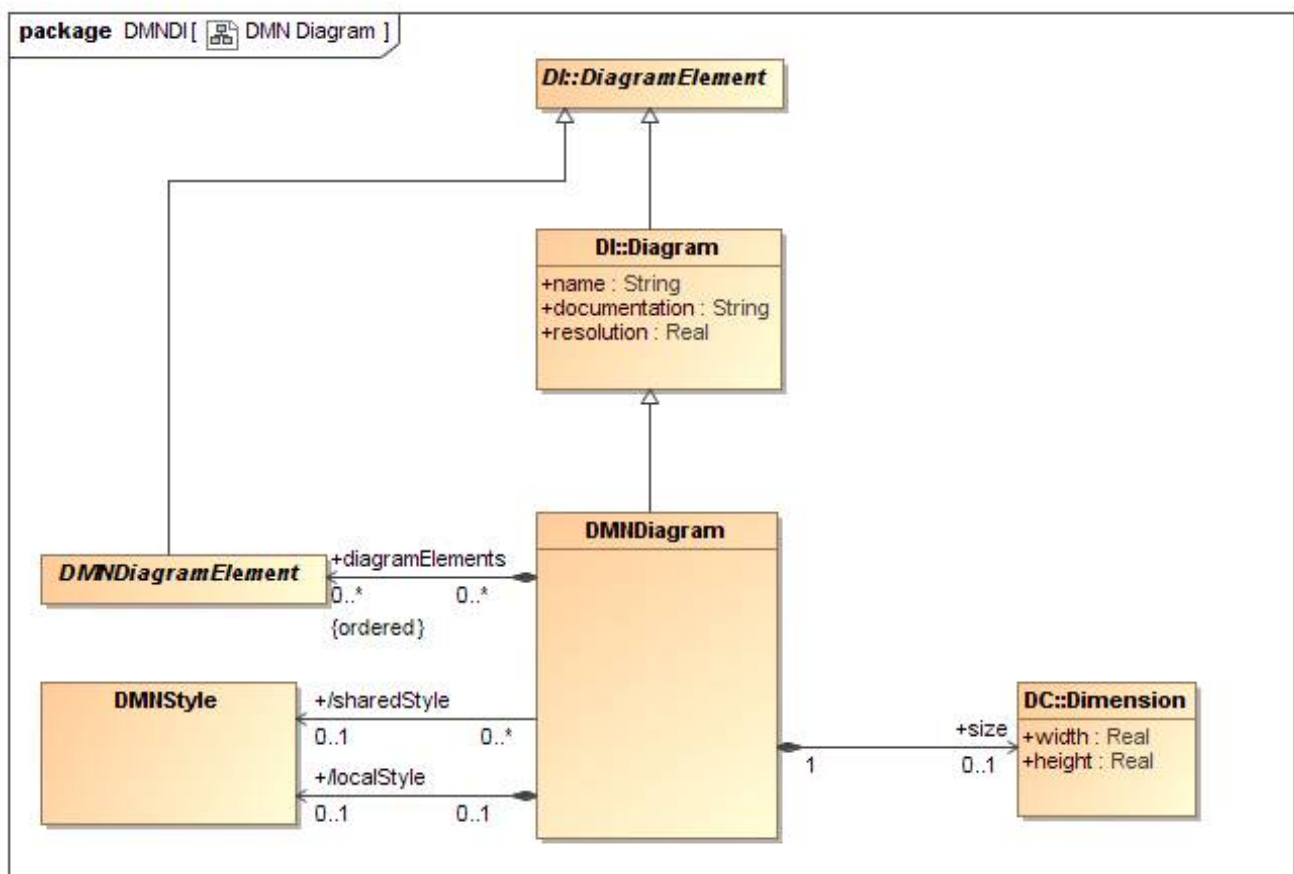 package DMNDI[ DMN Diagram ]
DI::DiagramElement
DI::Diagram
+name : String
+documentation : String
+resolution : Real
DMNDiagram
DMNDiagramElement
+diagramElements
0..* 0..*
{ordered}
DMNStyle
+/sharedStyle
0..1 0..*
+/localStyle
0..1 0..1
+size
1 0..1
DC::Dimension
+width : Real
+height : Real